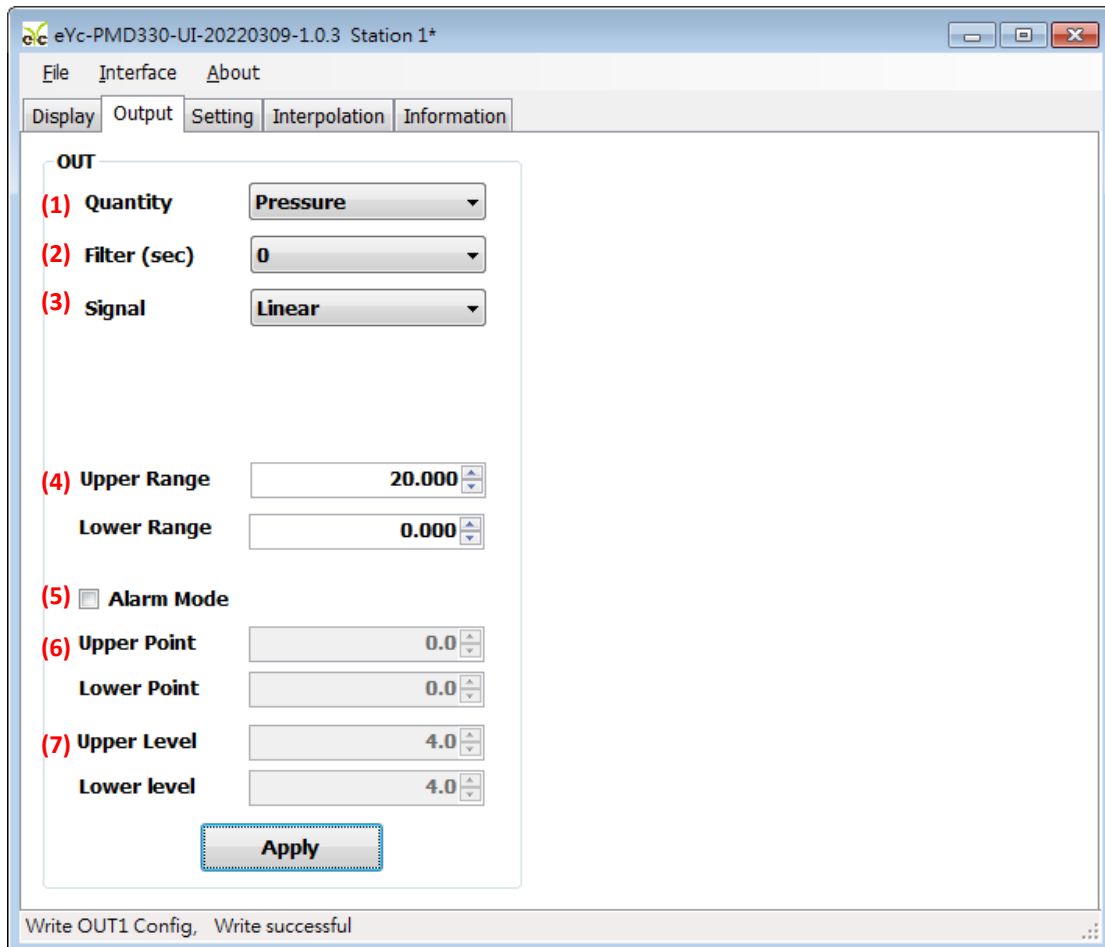 eYc eYc-PMD330-UI-20220309-1.0.3 Station 1*
File Interface About
Display Output Setting Interpolation Information
OUT
(1) Quantity Pressure
(2) Filter (sec) 0
(3) Signal Linear
(4) Upper Range 20.000
Lower Range 0.000
(5) Alarm Mode
(6) Upper Point 0.0
Lower Point 0.0
(7) Upper Level 4.0
Lower level 4.0
Apply
Write OUT1 Config, Write successful